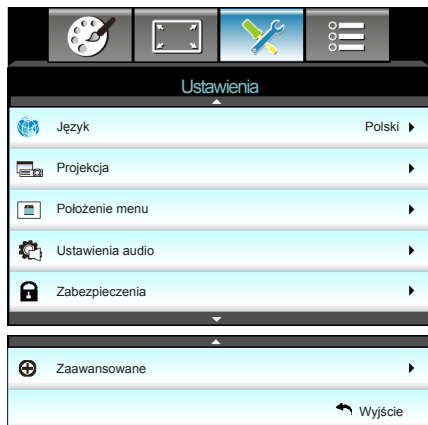 Ustawienia
Język Polski
Projekcja
Położenie menu
Ustawienia audio
Zabezpieczenia
Zaawansowane
Wyjście